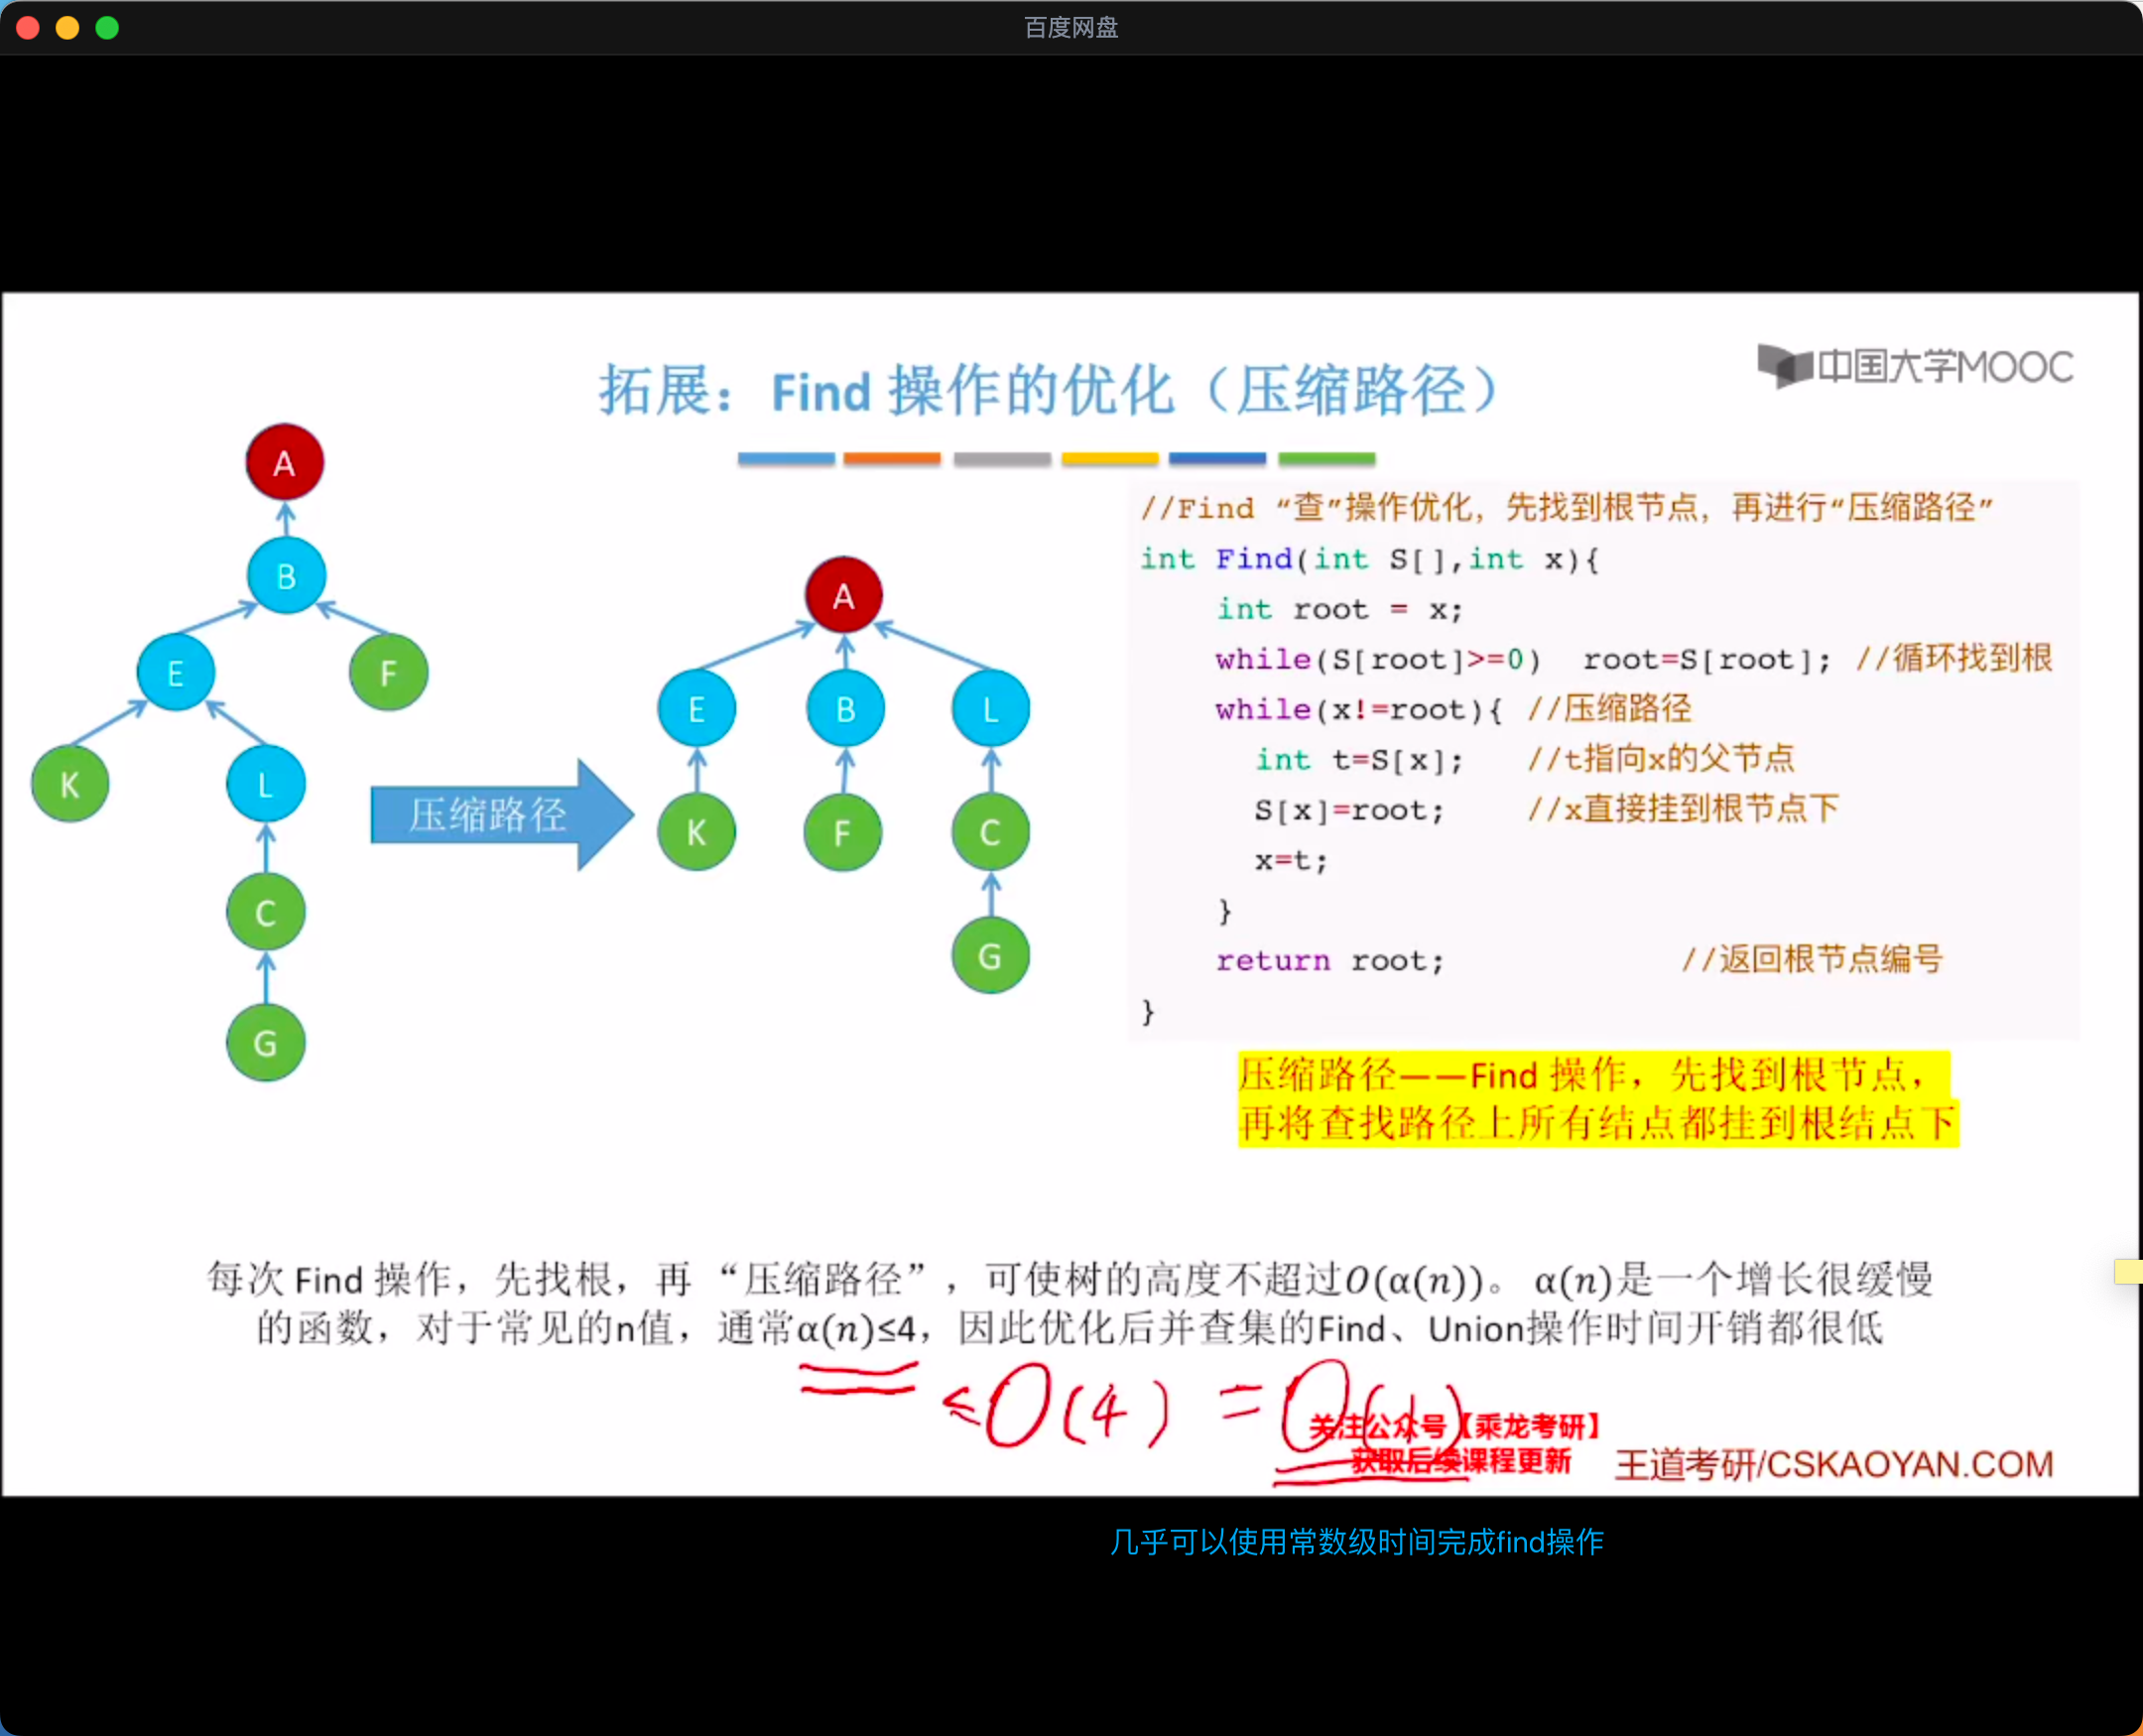 百度网盘
拓展：Find 操作的优化（压缩路径）
中国大学MOOC
A
B
E
F
K
L
C
G
压缩路径
A
E
B
L
K
F
C
G
//Find “查”操作优化，先找到根节点，再进行“压缩路径”
int Find(int S[],int x){
int root = x;
while(S[root]>=0) root=S[root]; //循环找到根
while(x!=root){ //压缩路径
int t=S[x]; //t指向x的父节点
S[x]=root; //x直接挂到根节点下
x=t;
}
return root; //返回根节点编号
}
压缩路径——Find 操作，先找到根节点，
再将查找路径上所有结点都挂到根结点下
每次 Find 操作，先找根，再“压缩路径”，可使树的高度不超过O(α(n))。α(n)是一个增长很缓慢
的函数，对于常见的n值，通常α(n)≤4，因此优化后并查集的Find、Union操作时间开销都很低
≤O(4) = O(1)
关注公众号【乘龙考研】
获取后续课程更新
王道考研/CSKAOYAN.COM
几乎可以使用常数级时间完成find操作